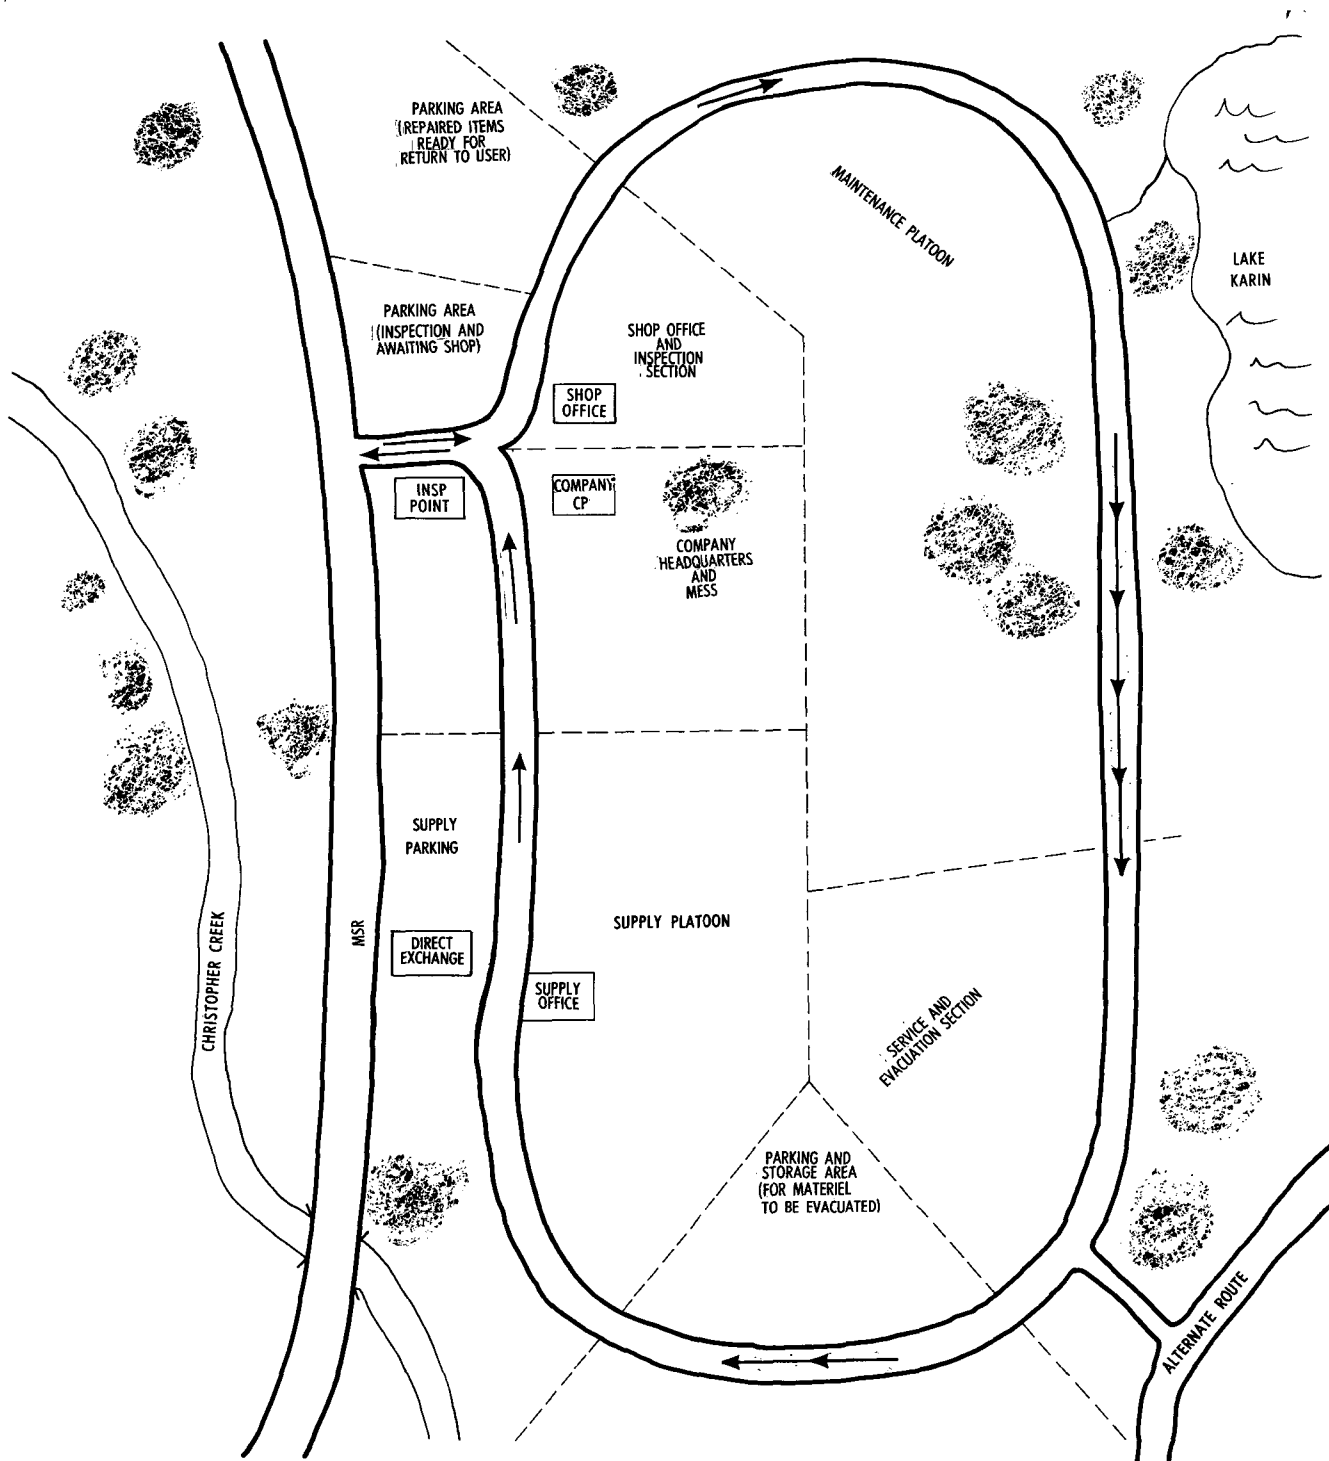 PARKING AREA
(REPAIRED ITEMS
READY FOR
RETURN TO USER)
MAINTENANCE PLATOON
LAKE
KARIN
PARKING AREA
(INSPECTION AND
AWAITING SHOP)
SHOP OFFICE
AND
INSPECTION
SECTION
SHOP
OFFICE
INSP
POINT
COMPANY
CP
COMPANY
HEADQUARTERS
AND
MESS
SUPPLY
PARKING
CHRISTOPHER CREEK
MSR
DIRECT
EXCHANGE
SUPPLY PLATOON
SUPPLY
OFFICE
SERVICE AND
EVACUATION SECTION
PARKING AND
STORAGE AREA
(FOR MATERIEL
TO BE EVACUATED)
ALTERNATE ROUTE